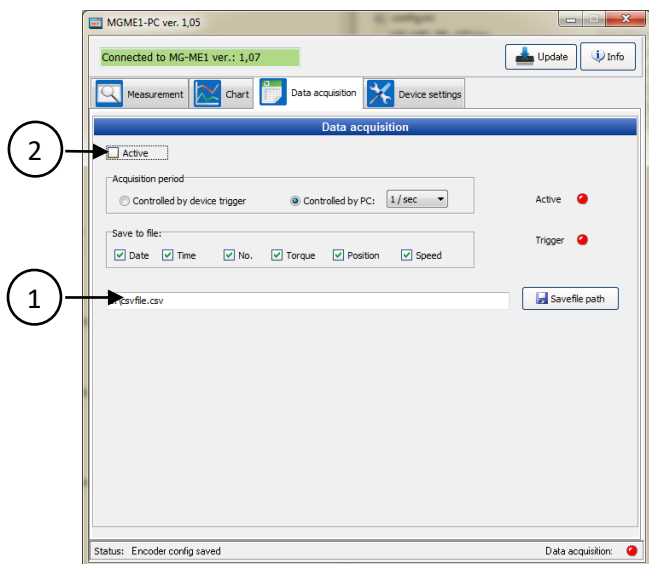 MGME1-PC ver. 1,05
Connected to MG-ME1 ver.: 1,07
Update
Info
Measurement
Chart
Data acquisition
Device settings
Data acquisition
2
Active
Acquisition period
Controlled by device trigger
Controlled by PC:
1 / sec
Active
Save to file:
Trigger
Date
Time
No.
Torque
Position
Speed
1
csvfile.csv
Savefile path
Status: Encoder config saved
Data acquisition: